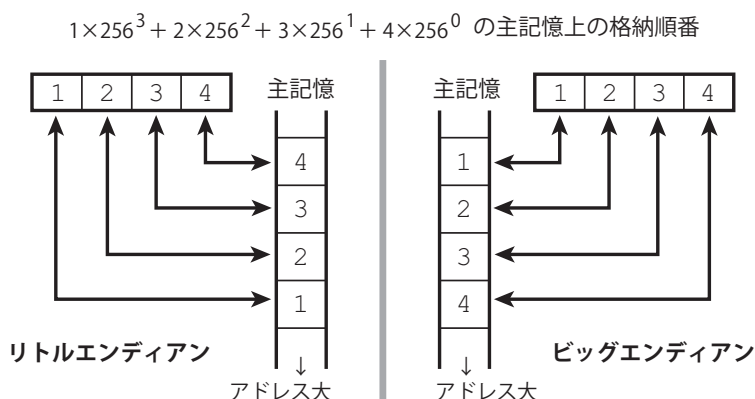 1×256³ + 2×256² + 3×256¹ + 4×256⁰ の主記憶上の格納順番
1 2 3 4
主記憶
4
3
2
1
↓
アドレス大
リトルエンディアン
主記憶
1 2 3 4
1
2
3
4
↓
アドレス大
ビッグエンディアン